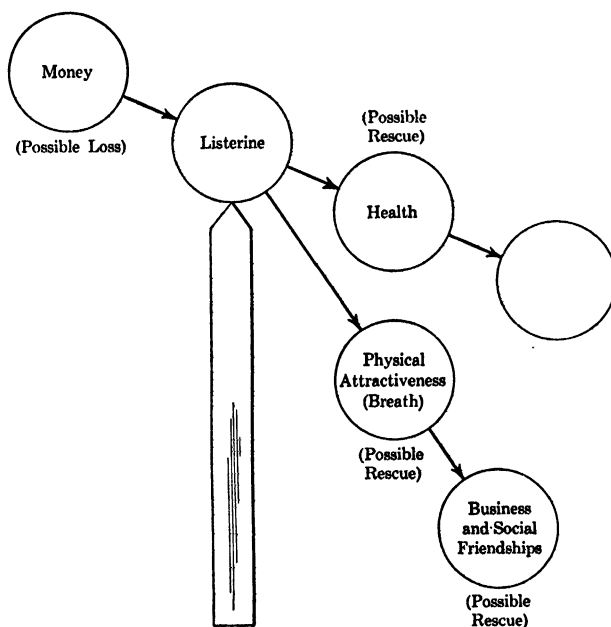 Money
(Possible Loss)
Listerine
(Possible
Rescue)
Health
Physical
Attractiveness
(Breath)
(Possible
Rescue)
Business
and Social
Friendships
(Possible
Rescue)